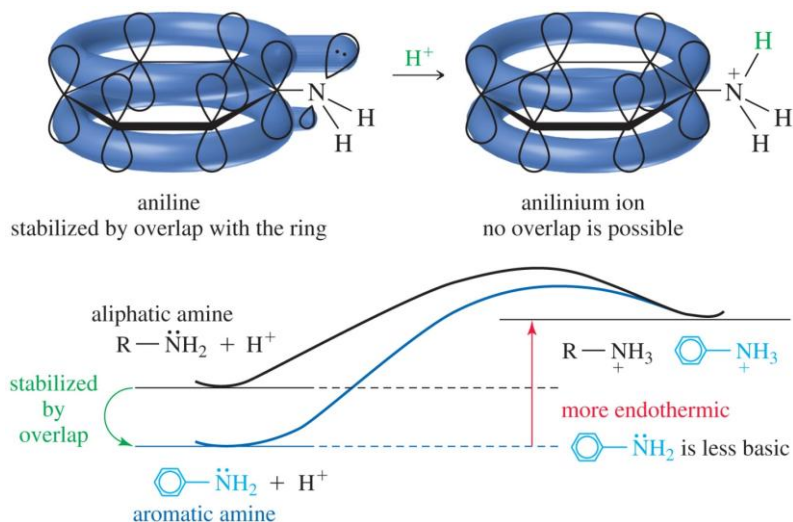 H⁺
H
N
H
H
+
N
H
H
aniline
stabilized by overlap with the ring
anilinium ion
no overlap is possible
aliphatic amine
R — N̈H₂ + H⁺
stabilized
by
overlap
R — NH₃
+
NH₃
+
more endothermic
N̈H₂ is less basic
N̈H₂ + H⁺
aromatic amine